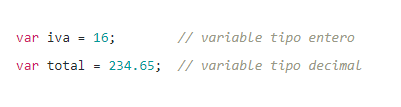 var iva = 16;        // variable tipo entero
var total = 234.65;  // variable tipo decimal